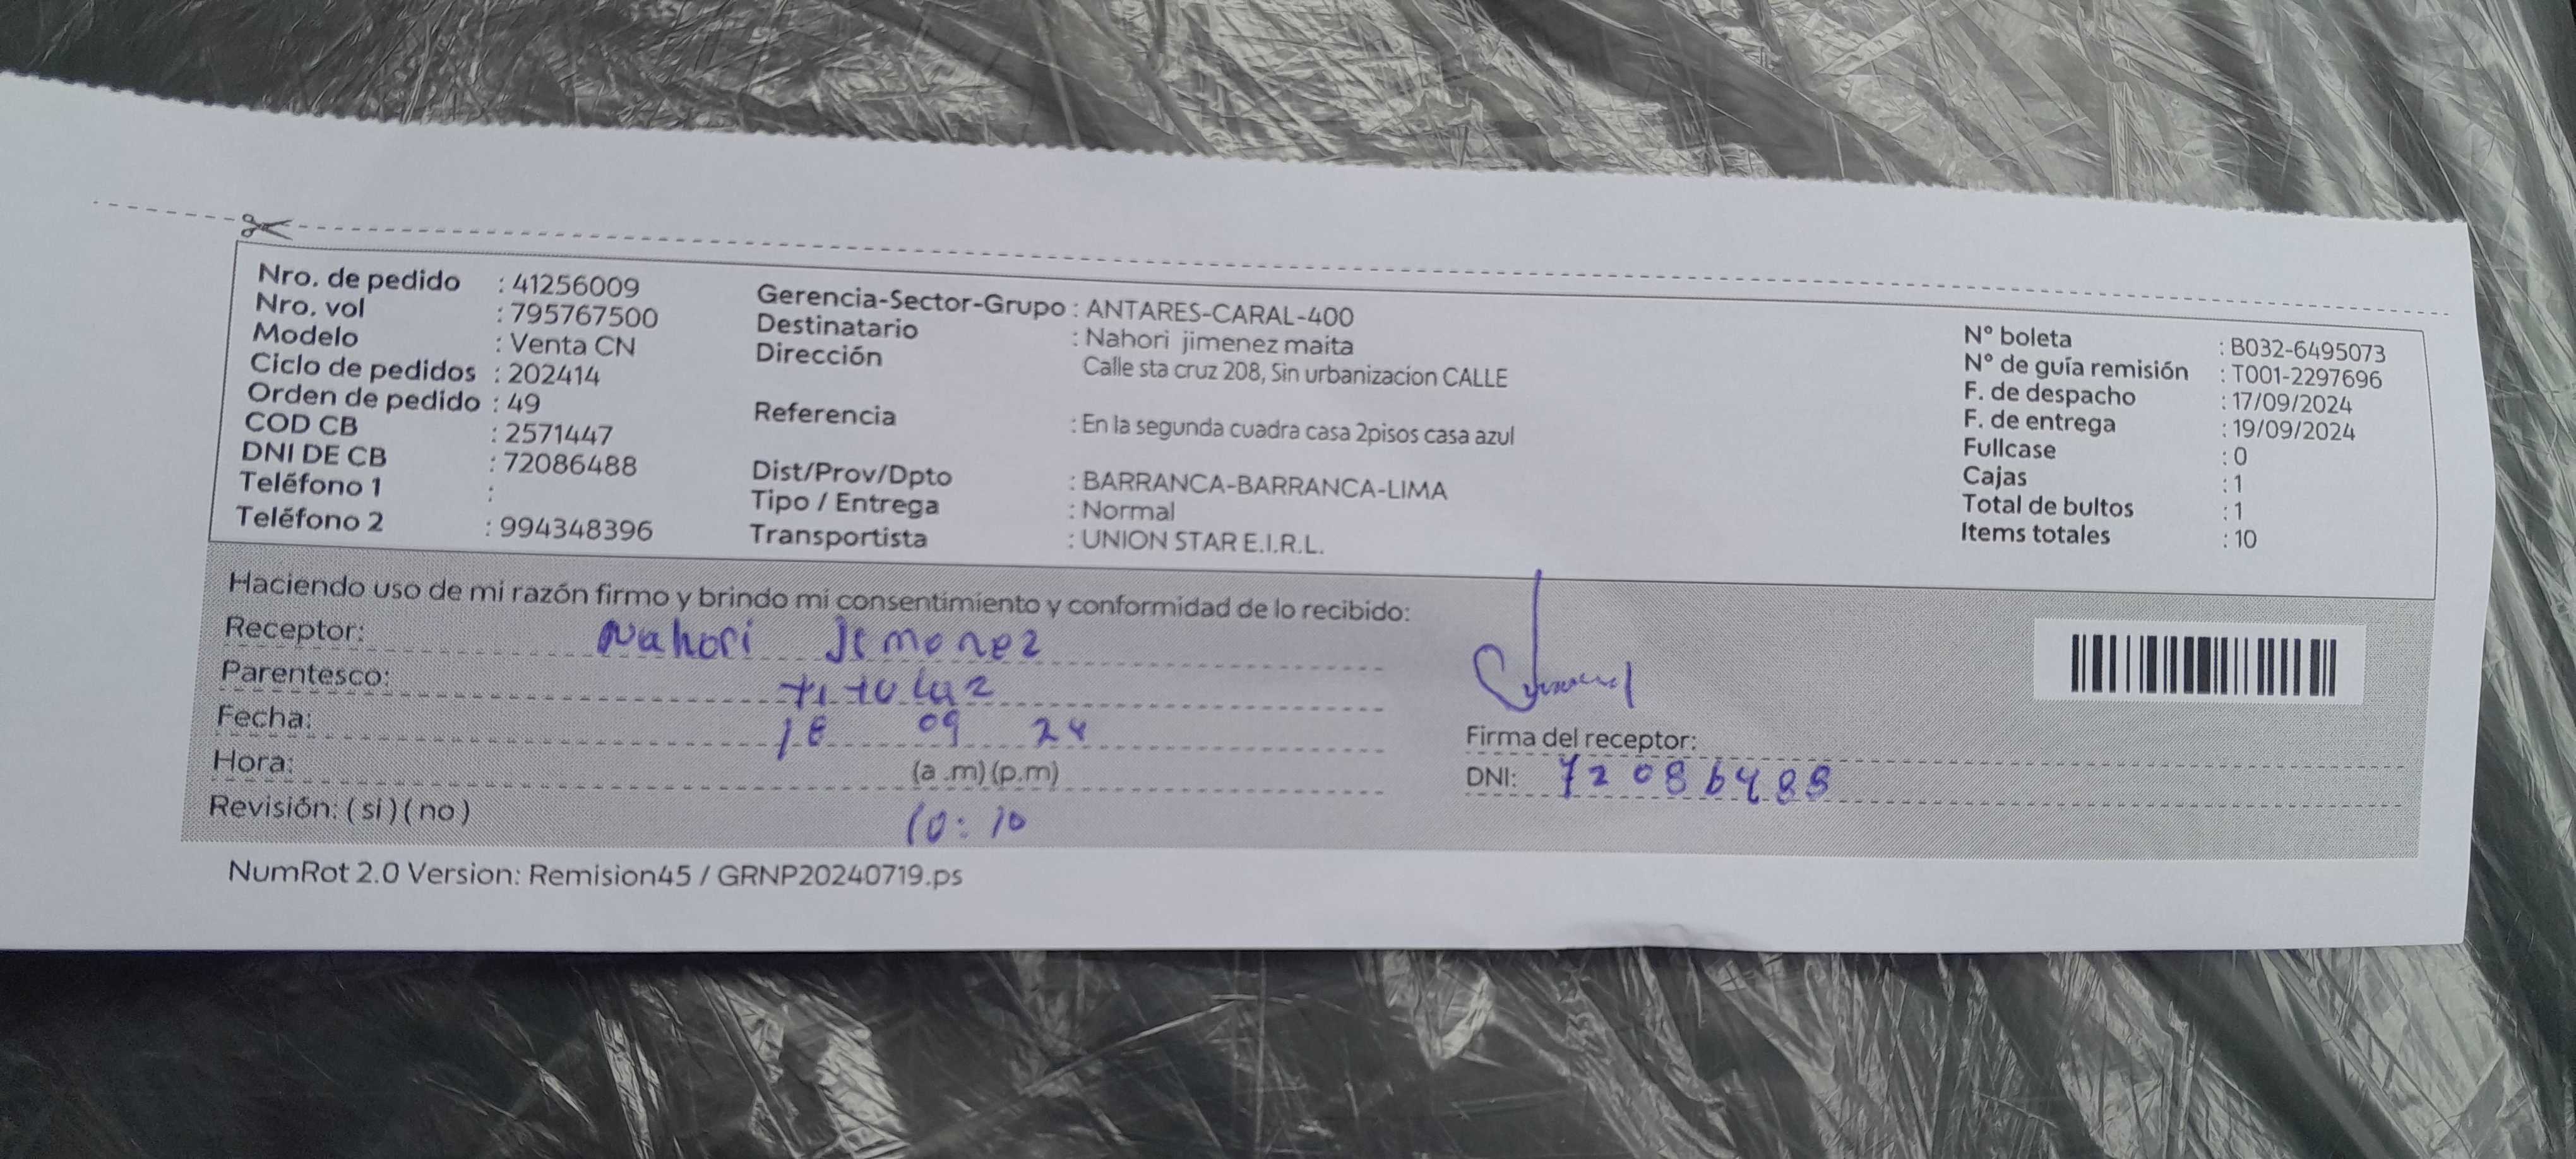 Nro. de pedido : 41256009
Nro. vol : 795767500
Modelo : Venta CN
Ciclo de pedidos : 202414
Orden de pedido : 49
COD CB : 2571447
DNI DE CB : 72086488
Teléfono 1 :
Teléfono 2 : 994348396
Gerencia-Sector-Grupo : ANTARES-CARAL-400
Destinatario : Nahori jimenez maita
Dirección Calle sta cruz 208, Sin urbanizacion CALLE
Referencia : En la segunda cuadra casa 2pisos casa azul
Dist/Prov/Dpto : BARRANCA-BARRANCA-LIMA
Tipo / Entrega : Normal
Transportista : UNION STAR E.I.R.L.
N° boleta : B032-6495073
N° de guía remisión : T001-2297696
F. de despacho : 17/09/2024
F. de entrega : 19/09/2024
Fullcase : 0
Cajas : 1
Total de bultos : 1
Items totales : 10
Haciendo uso de mi razón firmo y brindo mi consentimiento y conformidad de lo recibido:
Receptor: Nahori Jimenez
Parentesco: titular
Fecha: 18 09 24
Hora: (a .m) (p.m)
Revisión: ( si ) ( no ) 10: 10
Firma del receptor:
DNI: 72086488
NumRot 2.0 Version: Remision45 / GRNP20240719.ps